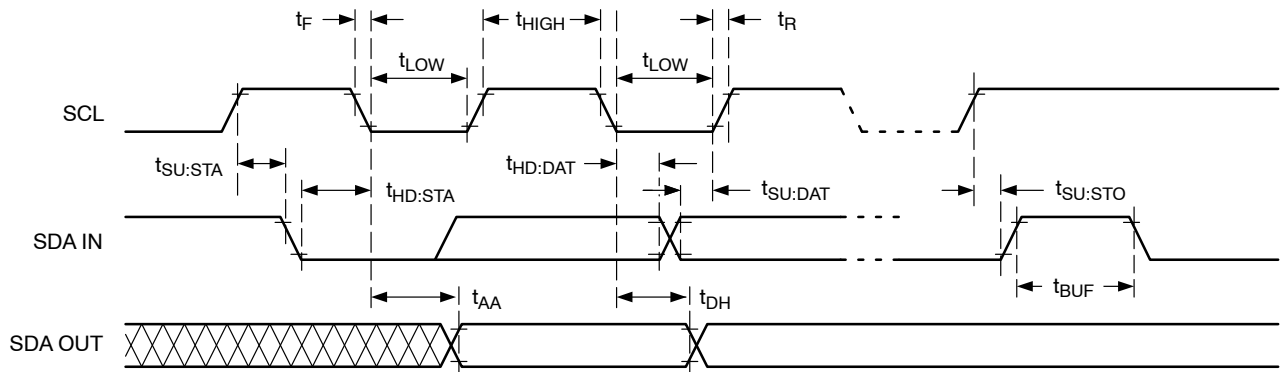 tF
tHIGH
tR
tLOW
tLOW
SCL
tSU:STA
tHD:STA
tHD:DAT
tSU:DAT
tSU:STO
SDA IN
tBUF
tAA
tDH
SDA OUT